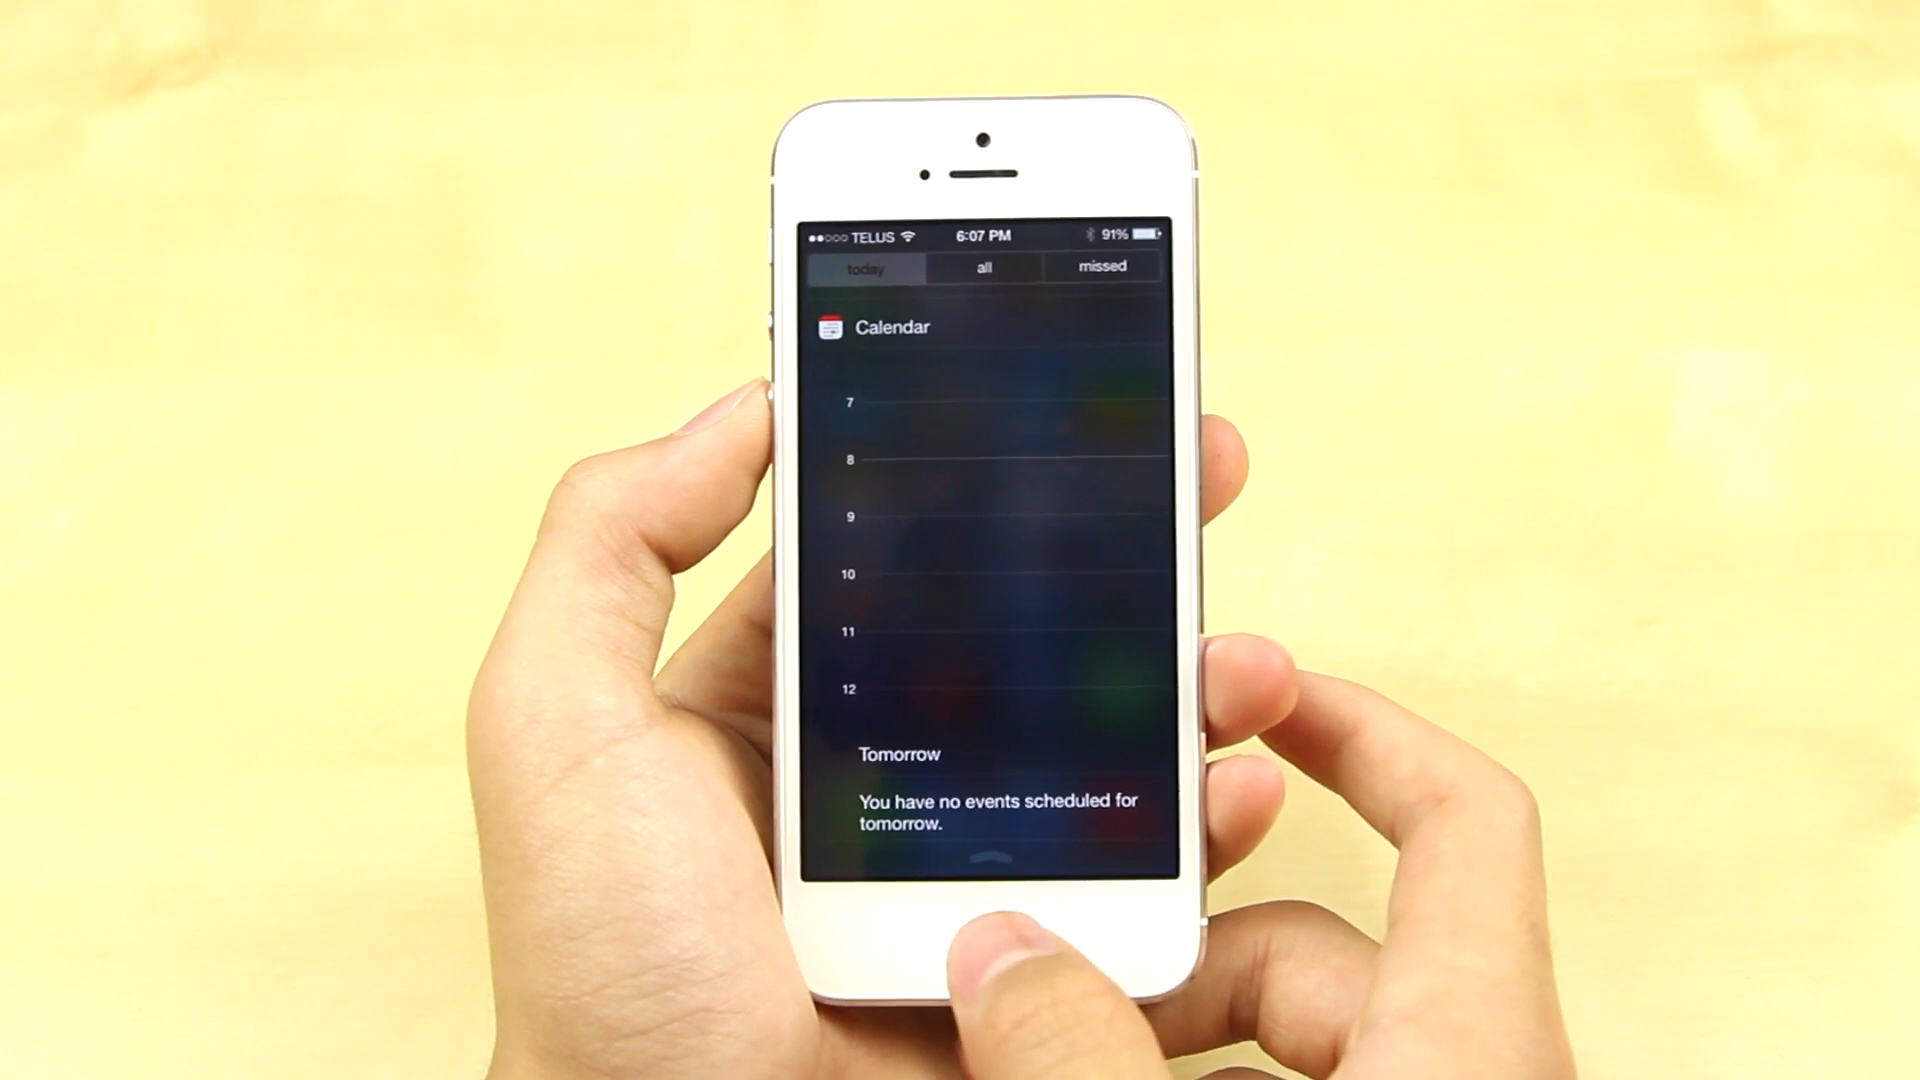 TELUS 6:07 PM 91%
today all missed
Calendar
7
8
9
10
11
12
Tomorrow
You have no events scheduled for
tomorrow.